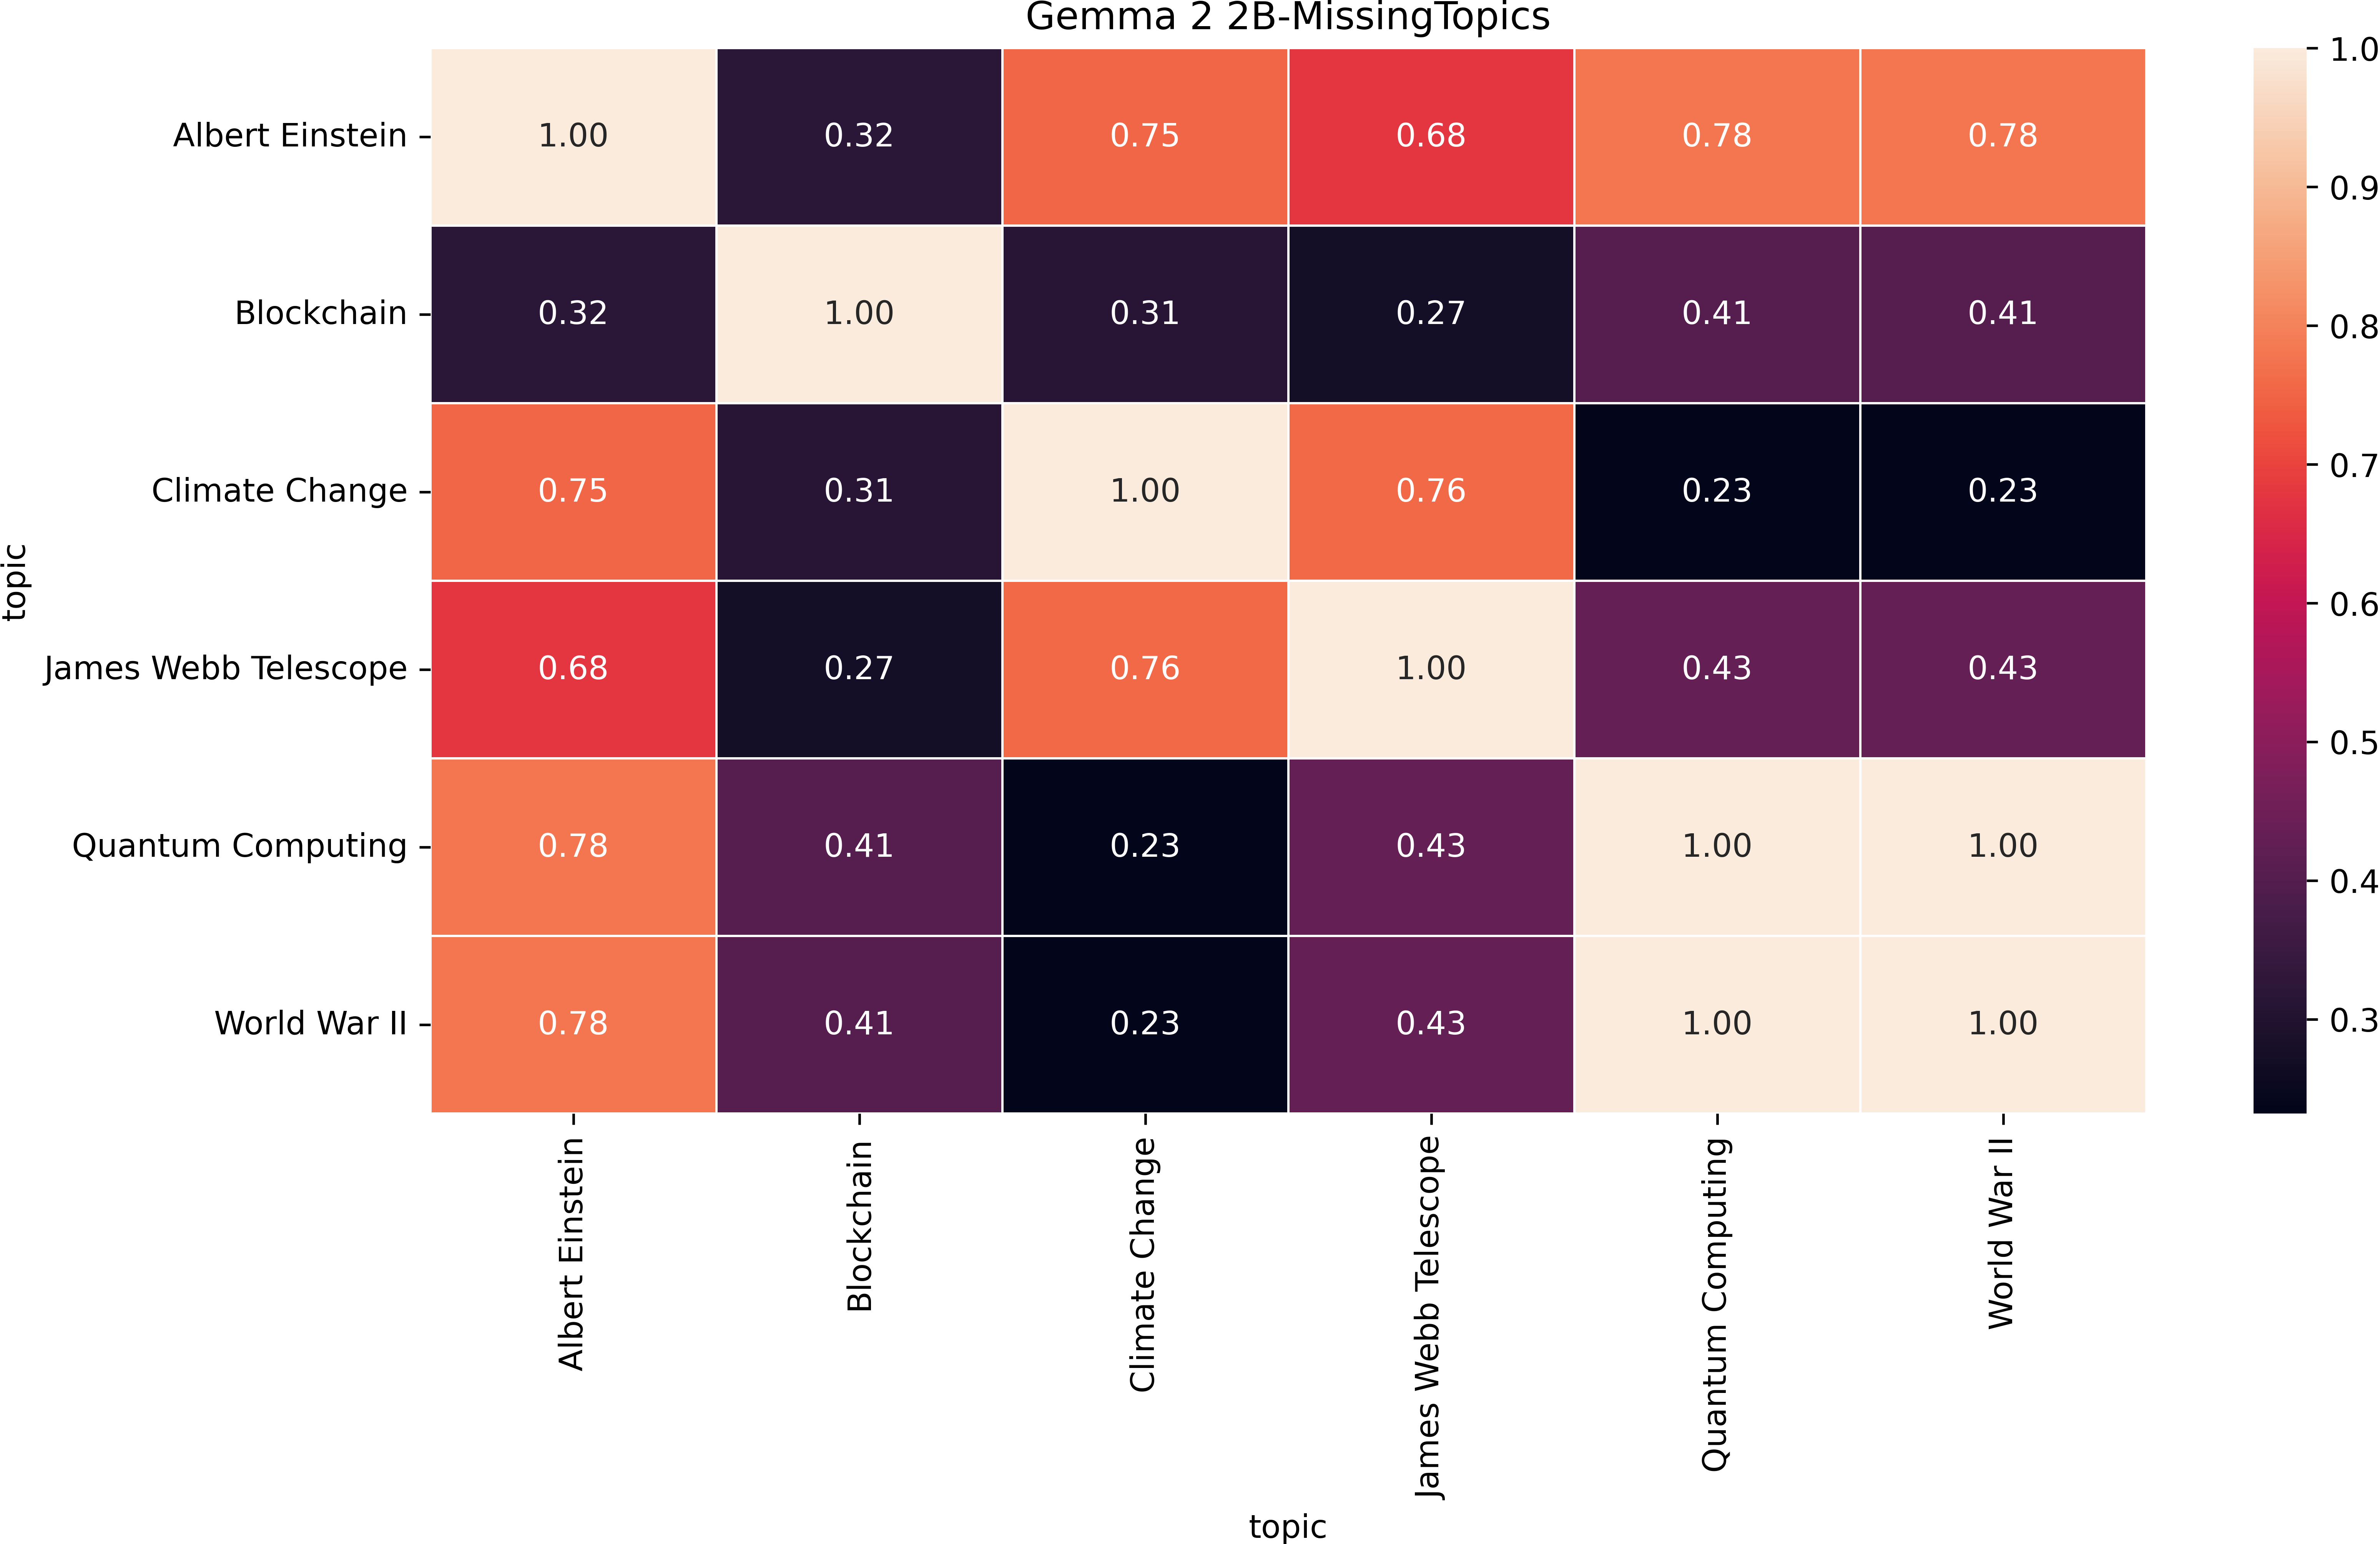 Gemma 2 2B-MissingTopics
Albert Einstein 1.00 0.32 0.75 0.68 0.78 0.78
Blockchain 0.32 1.00 0.31 0.27 0.41 0.41
Climate Change 0.75 0.31 1.00 0.76 0.23 0.23
James Webb Telescope 0.68 0.27 0.76 1.00 0.43 0.43
Quantum Computing 0.78 0.41 0.23 0.43 1.00 1.00
World War II 0.78 0.41 0.23 0.43 1.00 1.00
topic
Albert Einstein
Blockchain
Climate Change
James Webb Telescope
Quantum Computing
World War II
topic
1.0
0.9
0.8
0.7
0.6
0.5
0.4
0.3